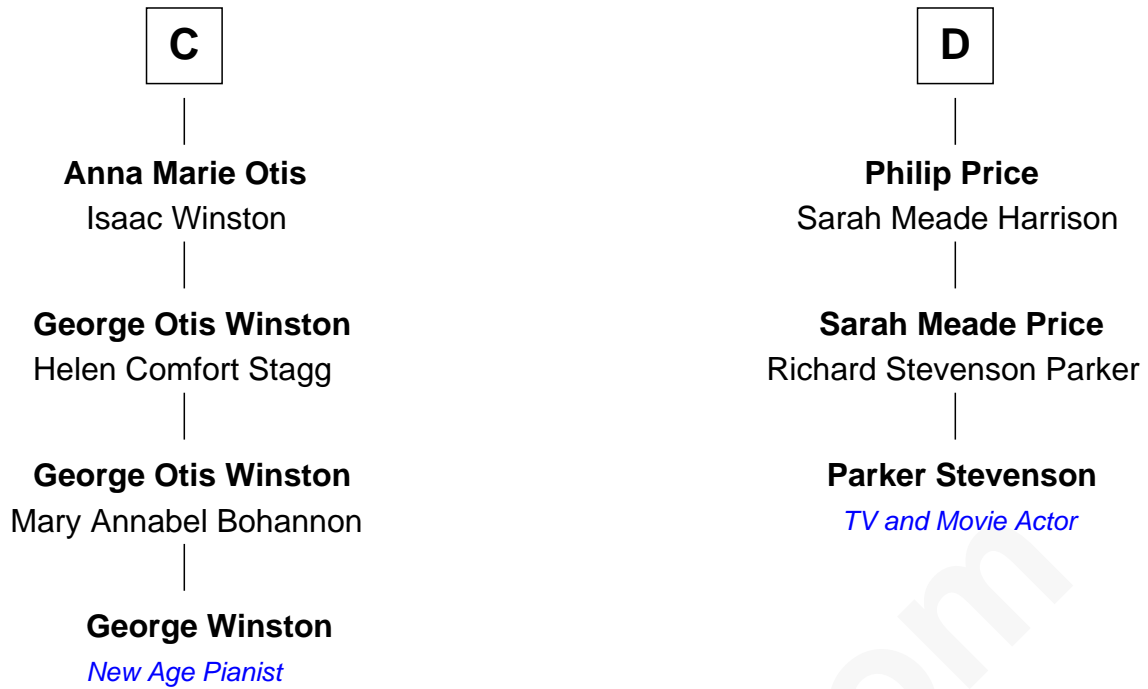 C
Anna Marie Otis
Isaac Winston
George Otis Winston
Helen Comfort Stagg
George Otis Winston
Mary Annabel Bohannon
George Winston
New Age Pianist
D
Philip Price
Sarah Meade Harrison
Sarah Meade Price
Richard Stevenson Parker
Parker Stevenson
TV and Movie Actor
om